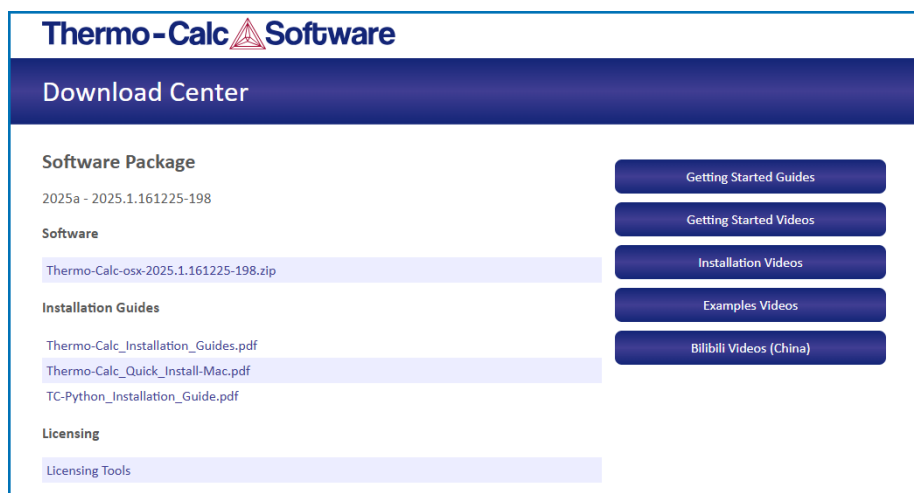 Thermo-Calc Software
Download Center
Software Package
2025a - 2025.1.161225-198
Software
Thermo-Calc-osx-2025.1.161225-198.zip
Installation Guides
Thermo-Calc_Installation_Guides.pdf
Thermo-Calc_Quick_Install-Mac.pdf
TC-Python_Installation_Guide.pdf
Licensing
Licensing Tools
Getting Started Guides
Getting Started Videos
Installation Videos
Examples Videos
Bilibili Videos (China)